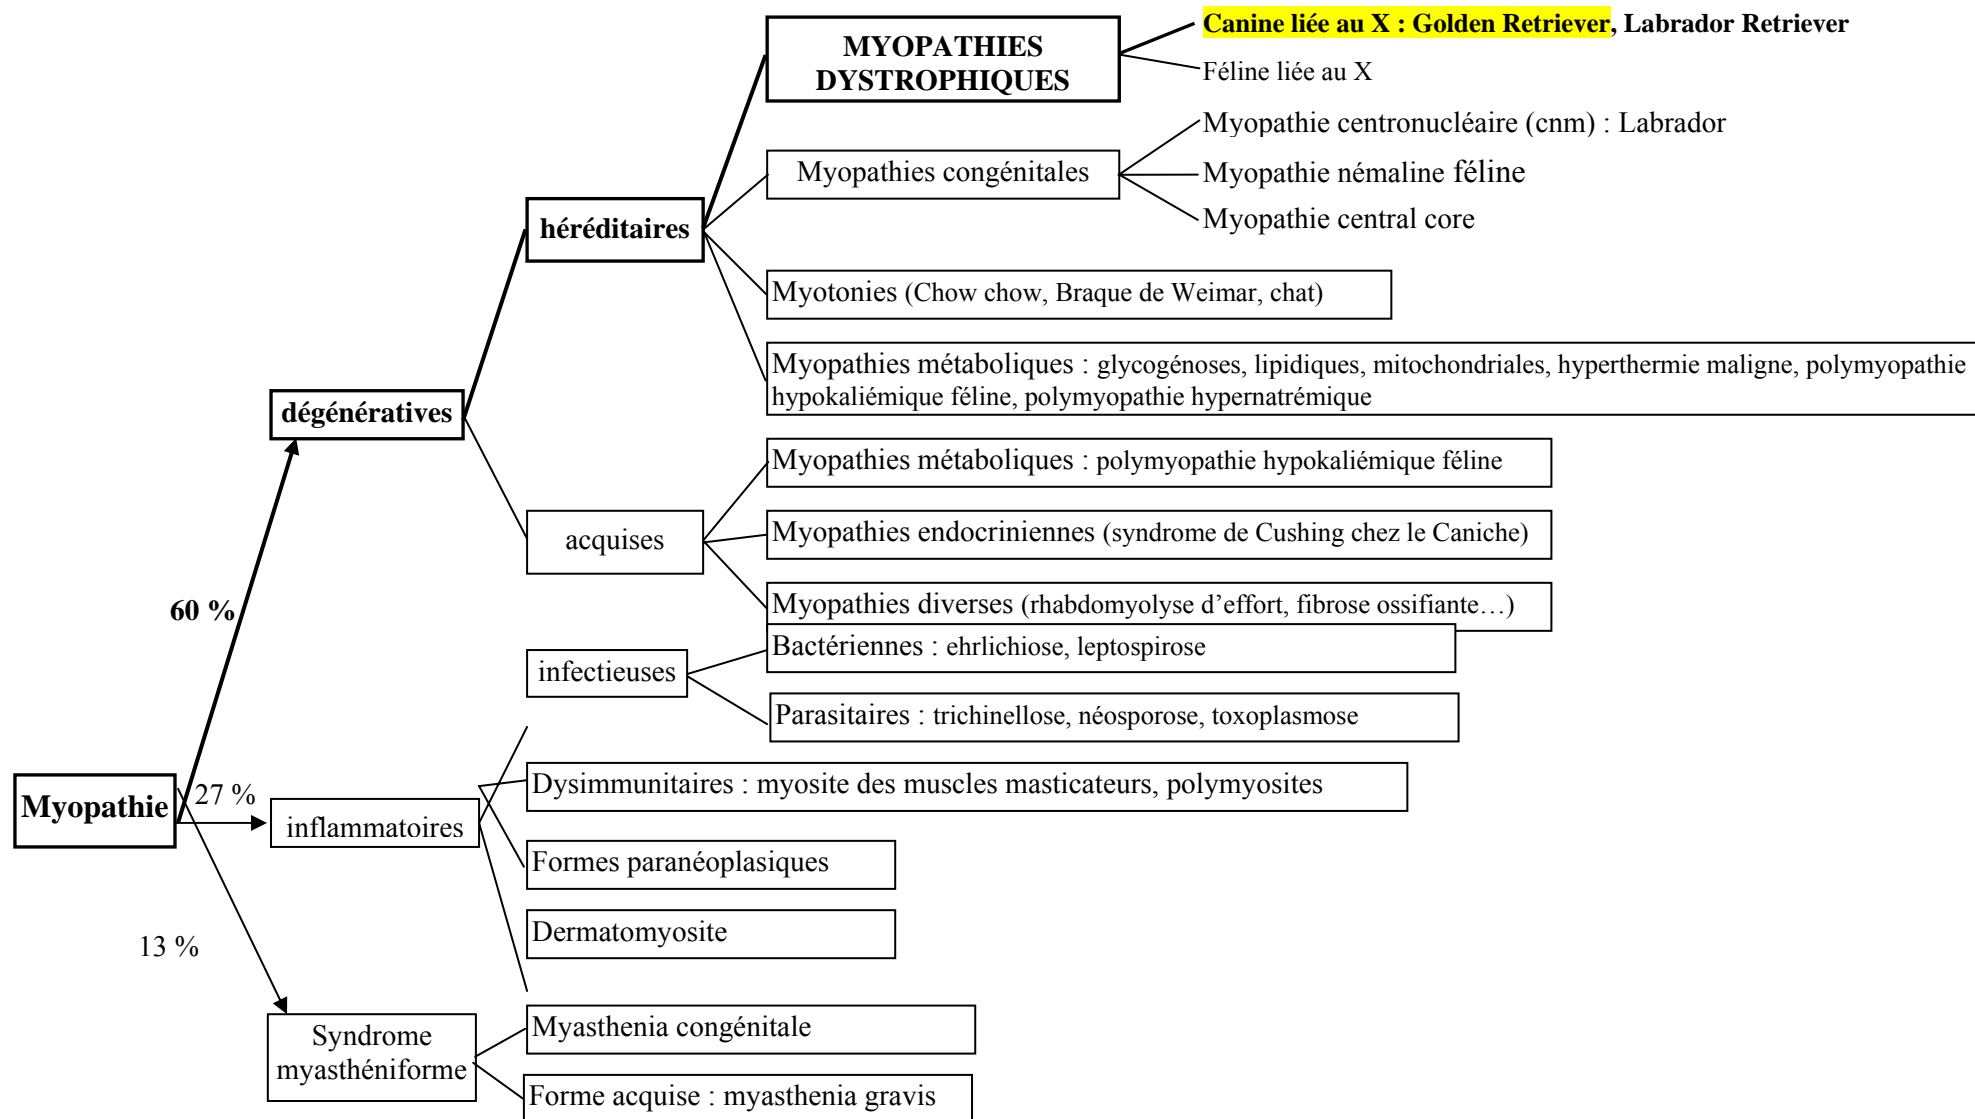 Canine liée au X : Golden Retriever, Labrador Retriever
MYOPATHIES
DYSTROPHIQUES
Féline liée au X
Myopathie centronucléaire (cnm) : Labrador
Myopathies congénitales
Myopathie némaline féline
Myopathie central core
héréditaires
Myotonies (Chow chow, Braque de Weimar, chat)
Myopathies métaboliques : glycogénoses, lipidiques, mitochondriales, hyperthermie maligne, polymyopathie
hypokaliémique féline, polymyopathie hypernatrémique
dégénératives
Myopathies métaboliques : polymyopathie hypokaliémique féline
acquises
Myopathies endocriniennes (syndrome de Cushing chez le Caniche)
Myopathies diverses (rhabdomyolyse d’effort, fibrose ossifiante…)
60 %
Bactériennes : ehrlichiose, leptospirose
infectieuses
Parasitaires : trichinellose, néosporose, toxoplasmose
Myopathie
27 %
inflammatoires
Dysimmunitaires : myosite des muscles masticateurs, polymyosites
Formes paranéoplasiques
Dermatomyosite
13 %
Syndrome
myasthéniforme
Myasthenia congénitale
Forme acquise : myasthenia gravis